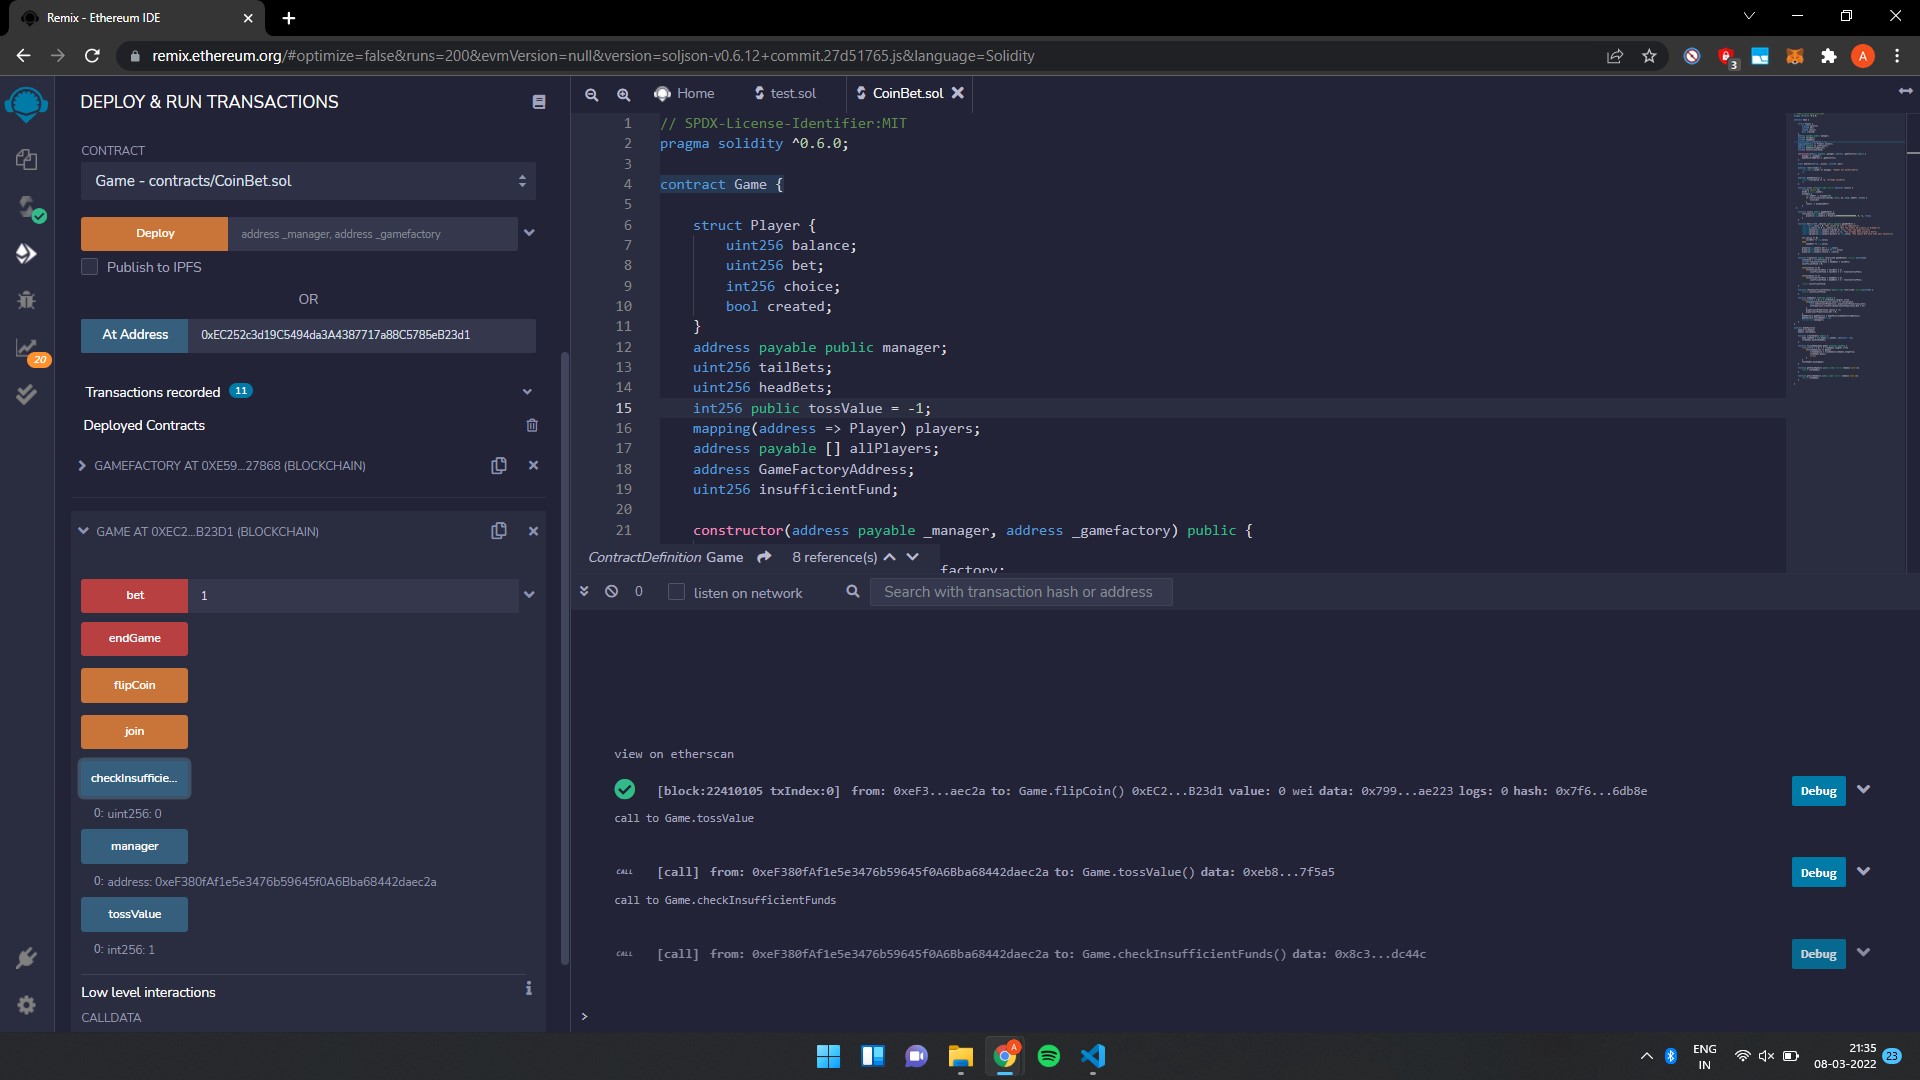 Remix - Ethereum IDE
remix.ethereum.org/#optimize=false&runs=200&evmVersion=null&version=soljson-v0.6.12+commit.27d51765.js&language=Solidity
3
A
DEPLOY & RUN TRANSACTIONS
CONTRACT
Game - contracts/CoinBet.sol
Deploy
address _manager, address _gamefactory
Publish to IPFS
OR
At Address
0xEC252c3d19C5494da3A4387717a88C5785eB23d1
20
Transactions recorded 11
Deployed Contracts
GAMEFACTORY AT 0XE59...27868 (BLOCKCHAIN)
GAME AT 0XEC2...B23D1 (BLOCKCHAIN)
bet
1
endGame
flipCoin
join
checkInsufficie...
0: uint256: 0
manager
0: address: 0xeF380fAf1e5e3476b59645f0A6Bba68442daec2a
tossValue
0: int256: 1
Low level interactions
CALLDATA
Home
test.sol
CoinBet.sol
1 // SPDX-License-Identifier:MIT
2 pragma solidity ^0.6.0;
3
4 contract Game {
5
6 struct Player {
7 uint256 balance;
8 uint256 bet;
9 int256 choice;
10 bool created;
11 }
12 address payable public manager;
13 uint256 tailBets;
14 uint256 headBets;
15 int256 public tossValue = -1;
16 mapping(address => Player) players;
17 address payable [] allPlayers;
18 address GameFactoryAddress;
19 uint256 insufficientFund;
20
21 constructor(address payable _manager, address _gamefactory) public {
ContractDefinition Game 8 reference(s)
factory;
0 listen on network Search with transaction hash or address
view on etherscan
[block:22410105 txIndex:0] from: 0xeF3...aec2a to: Game.flipCoin() 0xEC2...B23d1 value: 0 wei data: 0x799...ae223 logs: 0 hash: 0x7f6...6db8e
Debug
call to Game.tossValue
CALL [call] from: 0xeF380fAf1e5e3476b59645f0A6Bba68442daec2a to: Game.tossValue() data: 0xeb8...7f5a5
Debug
call to Game.checkInsufficientFunds
CALL [call] from: 0xeF380fAf1e5e3476b59645f0A6Bba68442daec2a to: Game.checkInsufficientFunds() data: 0x8c3...dc44c
Debug
>
A
ENG
IN
21:35
08-03-2022
23